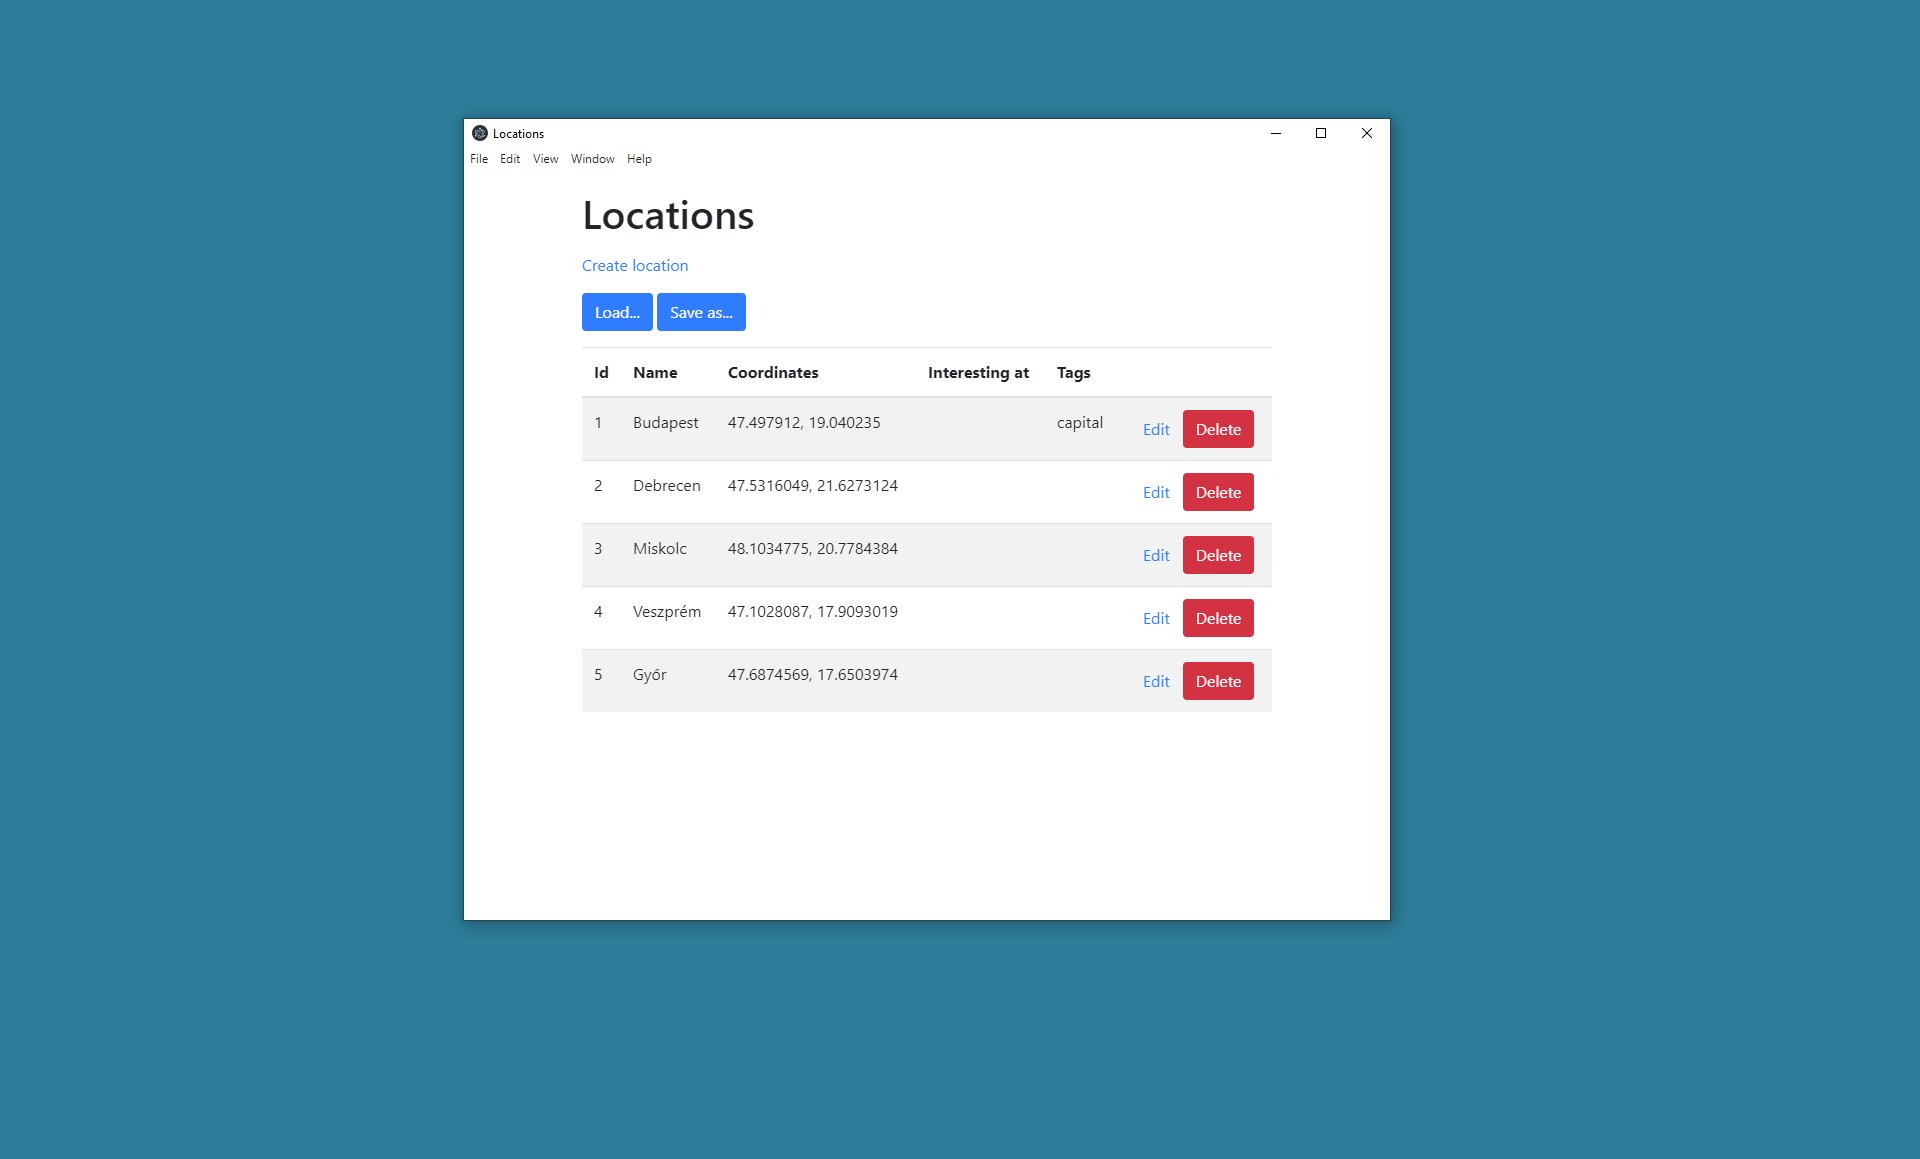 Locations
File Edit View Window Help
Locations
Create location
Load... Save as...
Id Name Coordinates Interesting at Tags
1 Budapest 47.497912, 19.040235 capital Edit Delete
2 Debrecen 47.5316049, 21.6273124 Edit Delete
3 Miskolc 48.1034775, 20.7784384 Edit Delete
4 Veszprém 47.1028087, 17.9093019 Edit Delete
5 Győr 47.6874569, 17.6503974 Edit Delete